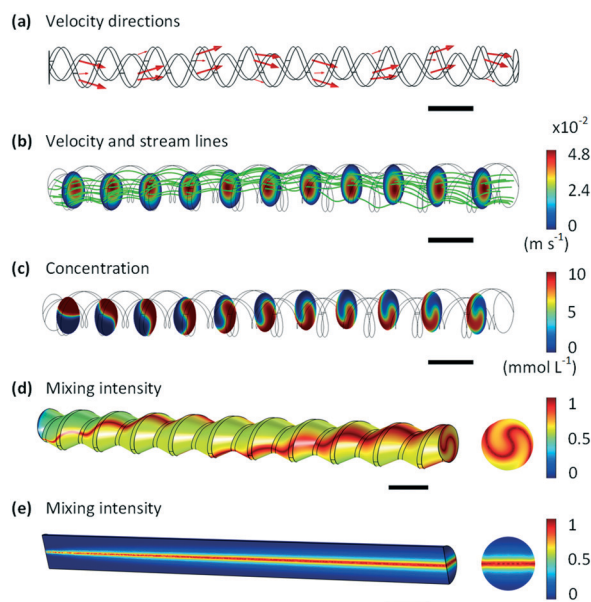 (a) Velocity directions
(b) Velocity and stream lines
x10⁻²
4.8
2.4
0
(m s⁻¹)
(c) Concentration
10
5
0
(mmol L⁻¹)
(d) Mixing intensity
1
0.5
0
(e) Mixing intensity
1
0.5
0